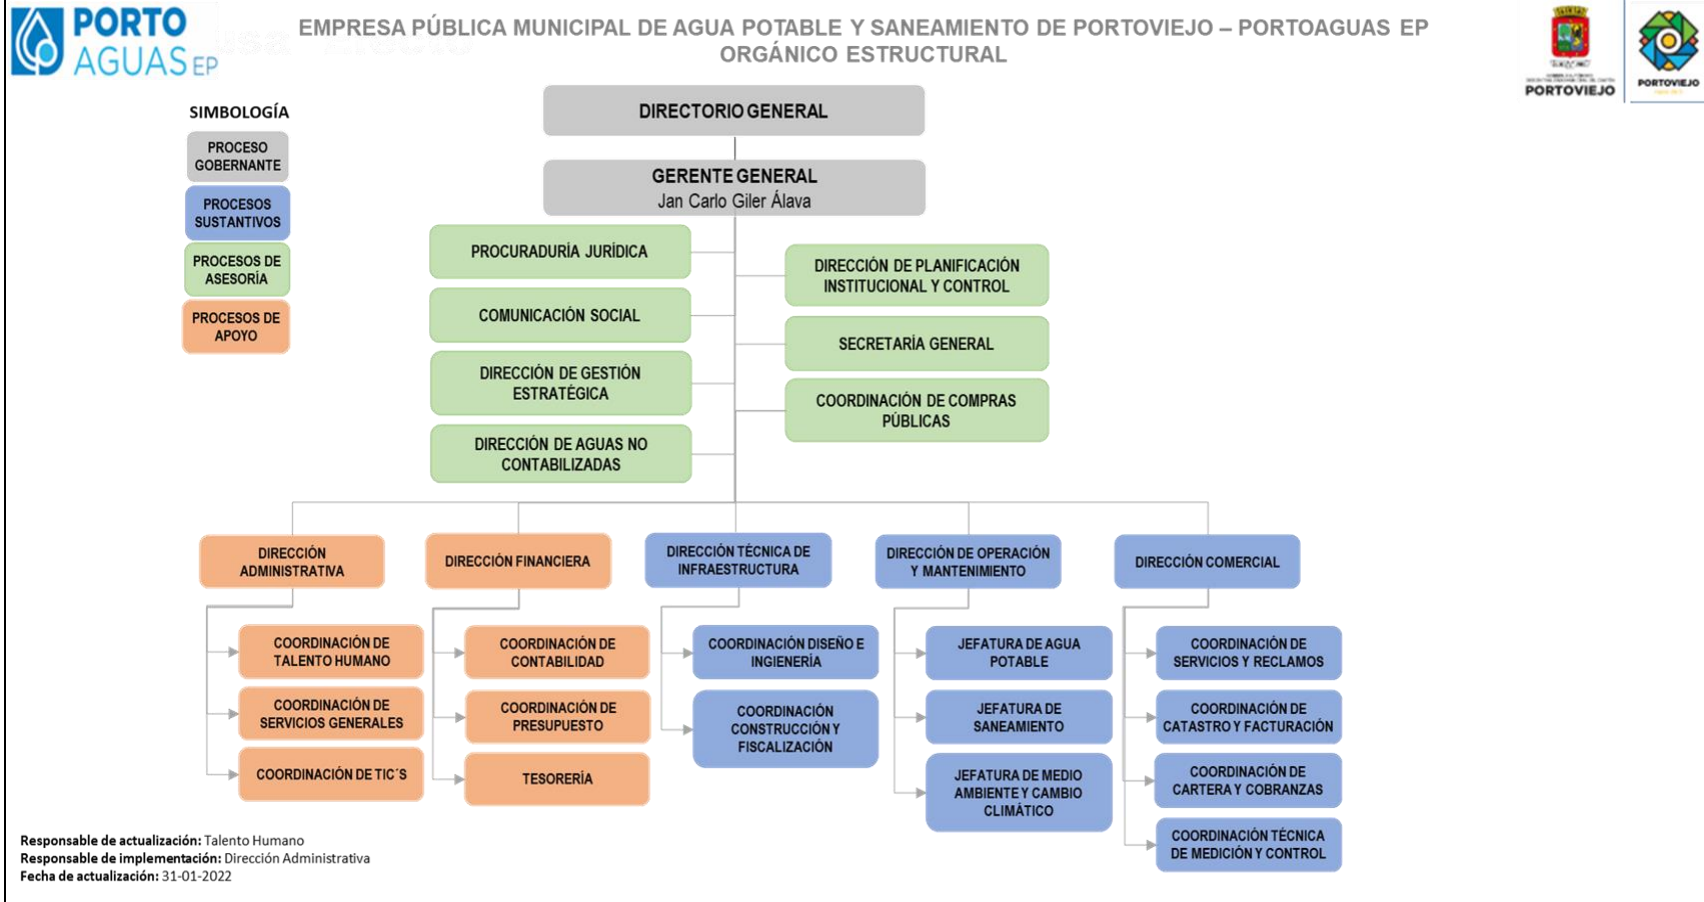 PORTO
AGUAS EP
EMPRESA PÚBLICA MUNICIPAL DE AGUA POTABLE Y SANEAMIENTO DE PORTOVIEJO – PORTOAGUAS EP
ORGÁNICO ESTRUCTURAL
PORTOVIEJO
PORTOVIEJO
SIMBOLOGÍA
PROCESO
GOBERNANTE
PROCESOS
SUSTANTIVOS
PROCESOS DE
ASESORÍA
PROCESOS DE
APOYO
DIRECTORIO GENERAL
GERENTE GENERAL
Jan Carlo Giler Álava
PROCURADURÍA JURÍDICA
COMUNICACIÓN SOCIAL
DIRECCIÓN DE GESTIÓN
ESTRATÉGICA
DIRECCIÓN DE AGUAS NO
CONTABILIZADAS
DIRECCIÓN DE PLANIFICACIÓN
INSTITUCIONAL Y CONTROL
SECRETARÍA GENERAL
COORDINACIÓN DE COMPRAS
PÚBLICAS
DIRECCIÓN
ADMINISTRATIVA
COORDINACIÓN DE
TALENTO HUMANO
COORDINACIÓN DE
SERVICIOS GENERALES
COORDINACIÓN DE TIC´S
DIRECCIÓN FINANCIERA
COORDINACIÓN DE
CONTABILIDAD
COORDINACIÓN DE
PRESUPUESTO
TESORERÍA
DIRECCIÓN TÉCNICA DE
INFRAESTRUCTURA
COORDINACIÓN DISEÑO E
INGIENERÍA
COORDINACIÓN
CONSTRUCCIÓN Y
FISCALIZACIÓN
DIRECCIÓN DE OPERACIÓN
Y MANTENIMIENTO
JEFATURA DE AGUA
POTABLE
JEFATURA DE
SANEAMIENTO
JEFATURA DE MEDIO
AMBIENTE Y CAMBIO
CLIMÁTICO
DIRECCIÓN COMERCIAL
COORDINACIÓN DE
SERVICIOS Y RECLAMOS
COORDINACIÓN DE
CATASTRO Y FACTURACIÓN
COORDINACIÓN DE
CARTERA Y COBRANZAS
COORDINACIÓN TÉCNICA
DE MEDICIÓN Y CONTROL
Responsable de actualización: Talento Humano
Responsable de implementación: Dirección Administrativa
Fecha de actualización: 31-01-2022